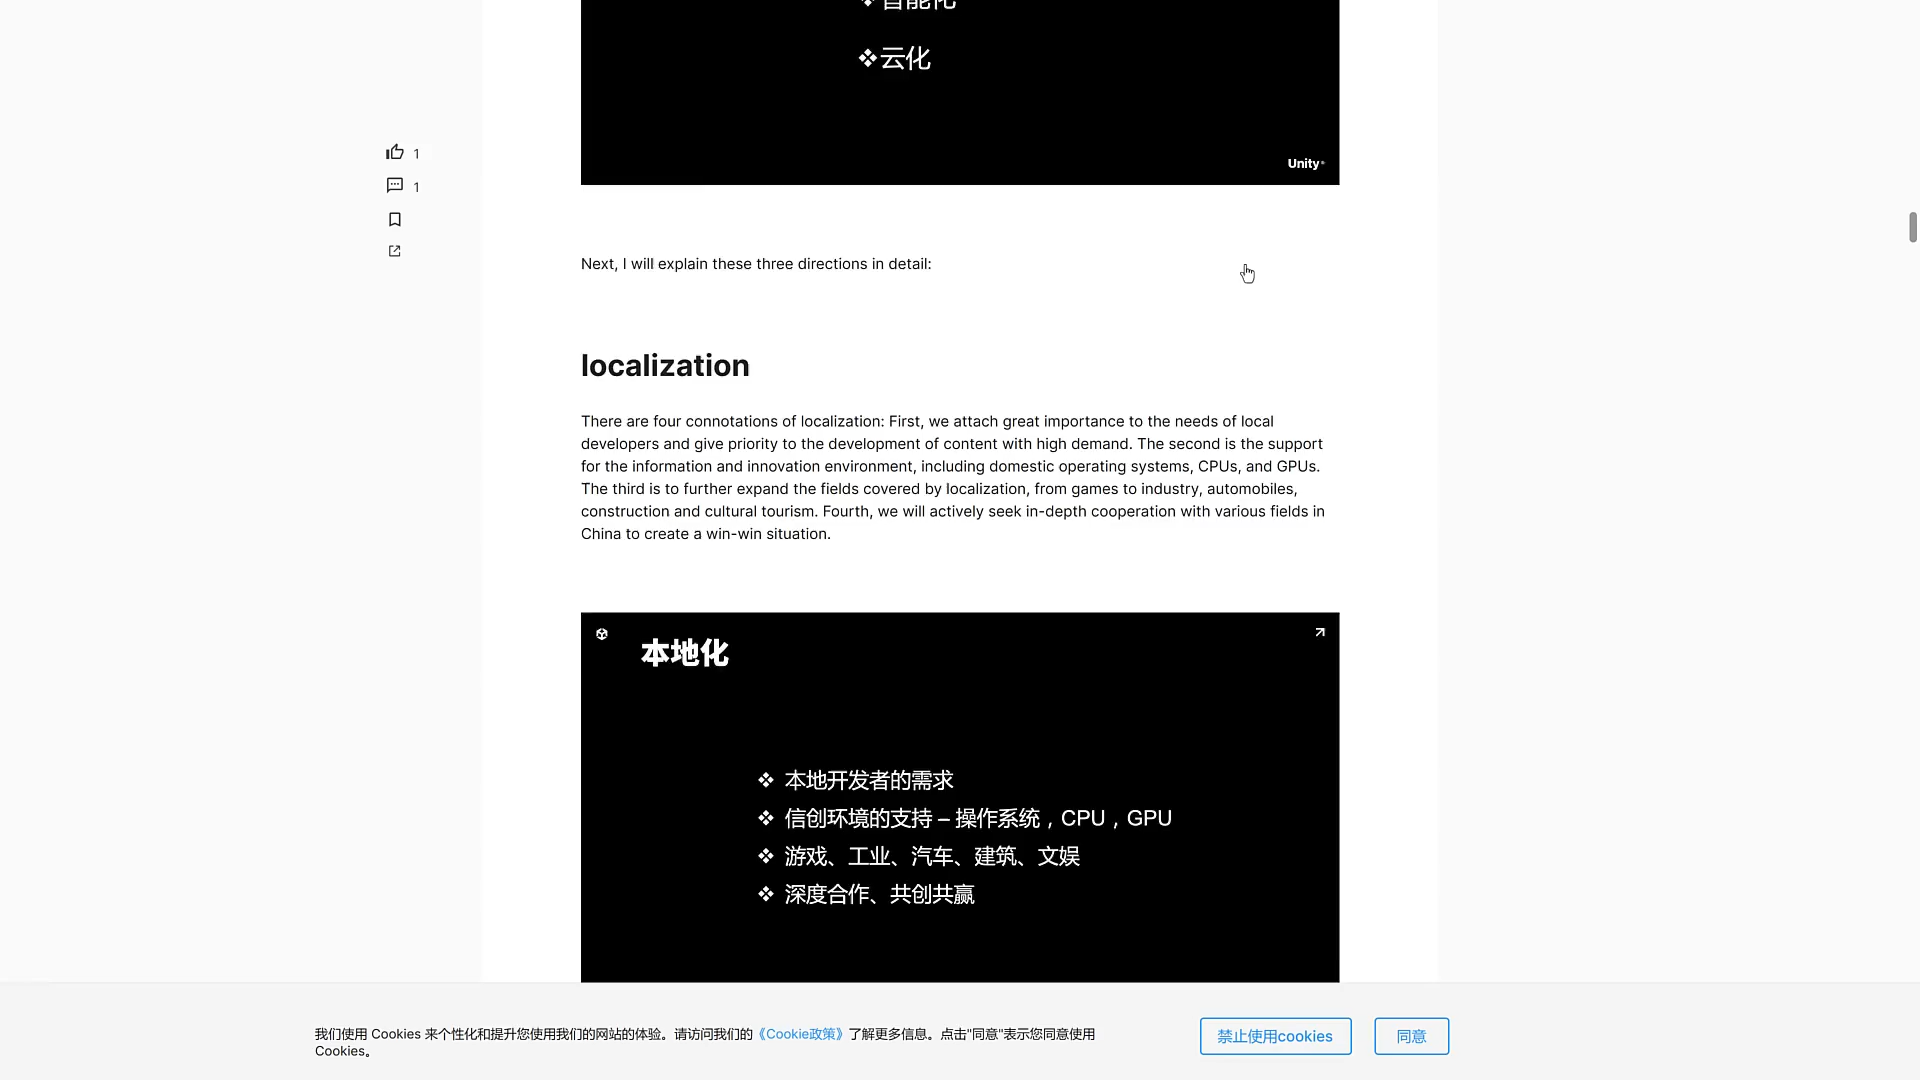 ❖智能化
❖云化
Unity
1
1
Next, I will explain these three directions in detail:
localization
There are four connotations of localization: First, we attach great importance to the needs of local
developers and give priority to the development of content with high demand. The second is the support
for the information and innovation environment, including domestic operating systems, CPUs, and GPUs.
The third is to further expand the fields covered by localization, from games to industry, automobiles,
construction and cultural tourism. Fourth, we will actively seek in-depth cooperation with various fields in
China to create a win-win situation.
本地化
❖ 本地开发者的需求
❖ 信创环境的支持 – 操作系统，CPU，GPU
❖ 游戏、工业、汽车、建筑、文娱
❖ 深度合作、共创共赢
我们使用 Cookies 来个性化和提升您使用我们的网站的体验。请访问我们的《Cookie政策》了解更多信息。点击"同意"表示您同意使用
Cookies。
禁止使用cookies
同意